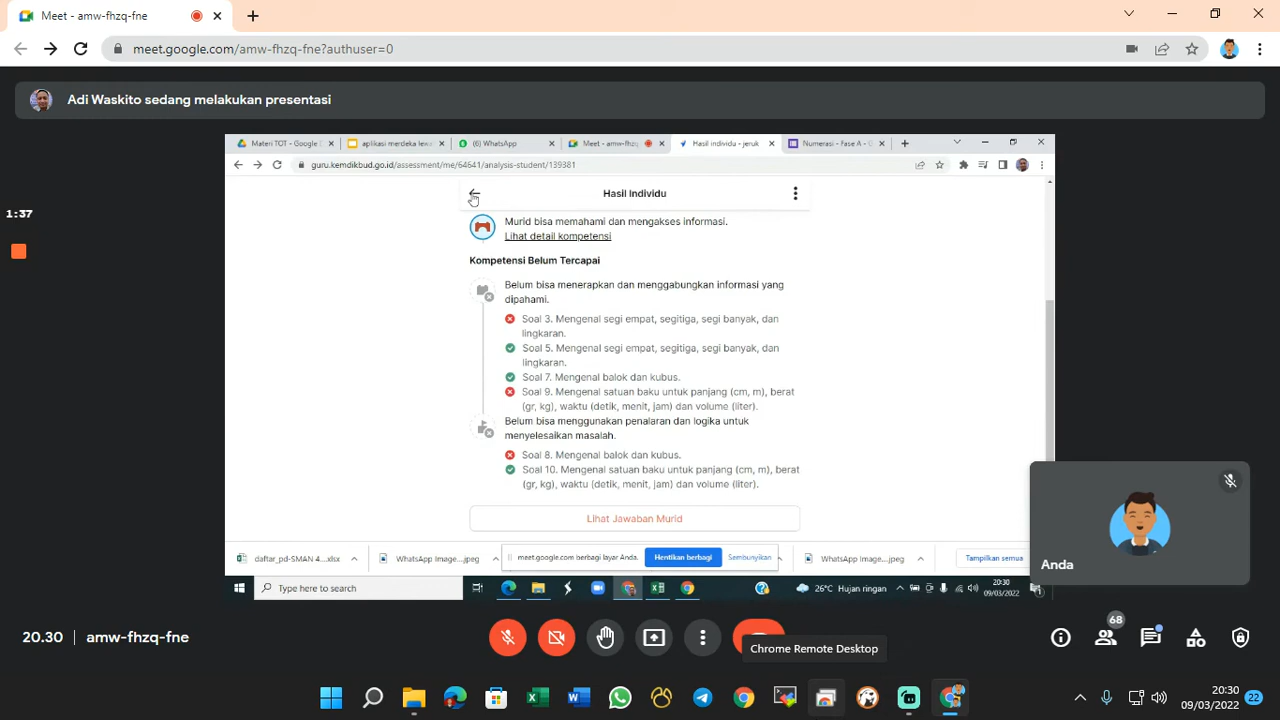 Meet - amw-fhzq-fne
meet.google.com/amw-fhzq-fne?authuser=0
Adi Waskito sedang melakukan presentasi
1:37
Materi TOT - Google
aplikasi merdeka
(6) WhatsApp
Meet - amw-fhzq-fne
Hasil individu - jeruk
Numerasi - Fase A -
guru.kemdikbud.go.id/assessment/me/64641/analysis-student/139381
Hasil Individu
Murid bisa memahami dan mengakses informasi.
Lihat detail kompetensi
Kompetensi Belum Tercapai
Belum bisa menerapkan dan menggabungkan informasi yang
dipahami.
Soal 3. Mengenal segi empat, segitiga, segi banyak, dan
lingkaran.
Soal 5. Mengenal segi empat, segitiga, segi banyak, dan
lingkaran.
Soal 7. Mengenal balok dan kubus.
Soal 9. Mengenal satuan baku untuk panjang (cm, m), berat
(gr, kg), waktu (detik, menit, jam) dan volume (liter).
Belum bisa menggunakan penalaran dan logika untuk
menyelesaikan masalah.
Soal 8. Mengenal balok dan kubus.
Soal 10. Mengenal satuan baku untuk panjang (cm, m), berat
(gr, kg), waktu (detik, menit, jam) dan volume (liter).
Lihat Jawaban Murid
daftar_pd-SMAN 4....xlsx
WhatsApp Image....jpeg
meet.google.com berbagi layar Anda.
Hentikan berbagi
Sembunyikan
WhatsApp Image....jpeg
Tampilkan semua
Type here to search
26°C Hujan ringan
20:30
09/03/2022
Anda
20.30
amw-fhzq-fne
Chrome Remote Desktop
68
20:30
09/03/2022
22